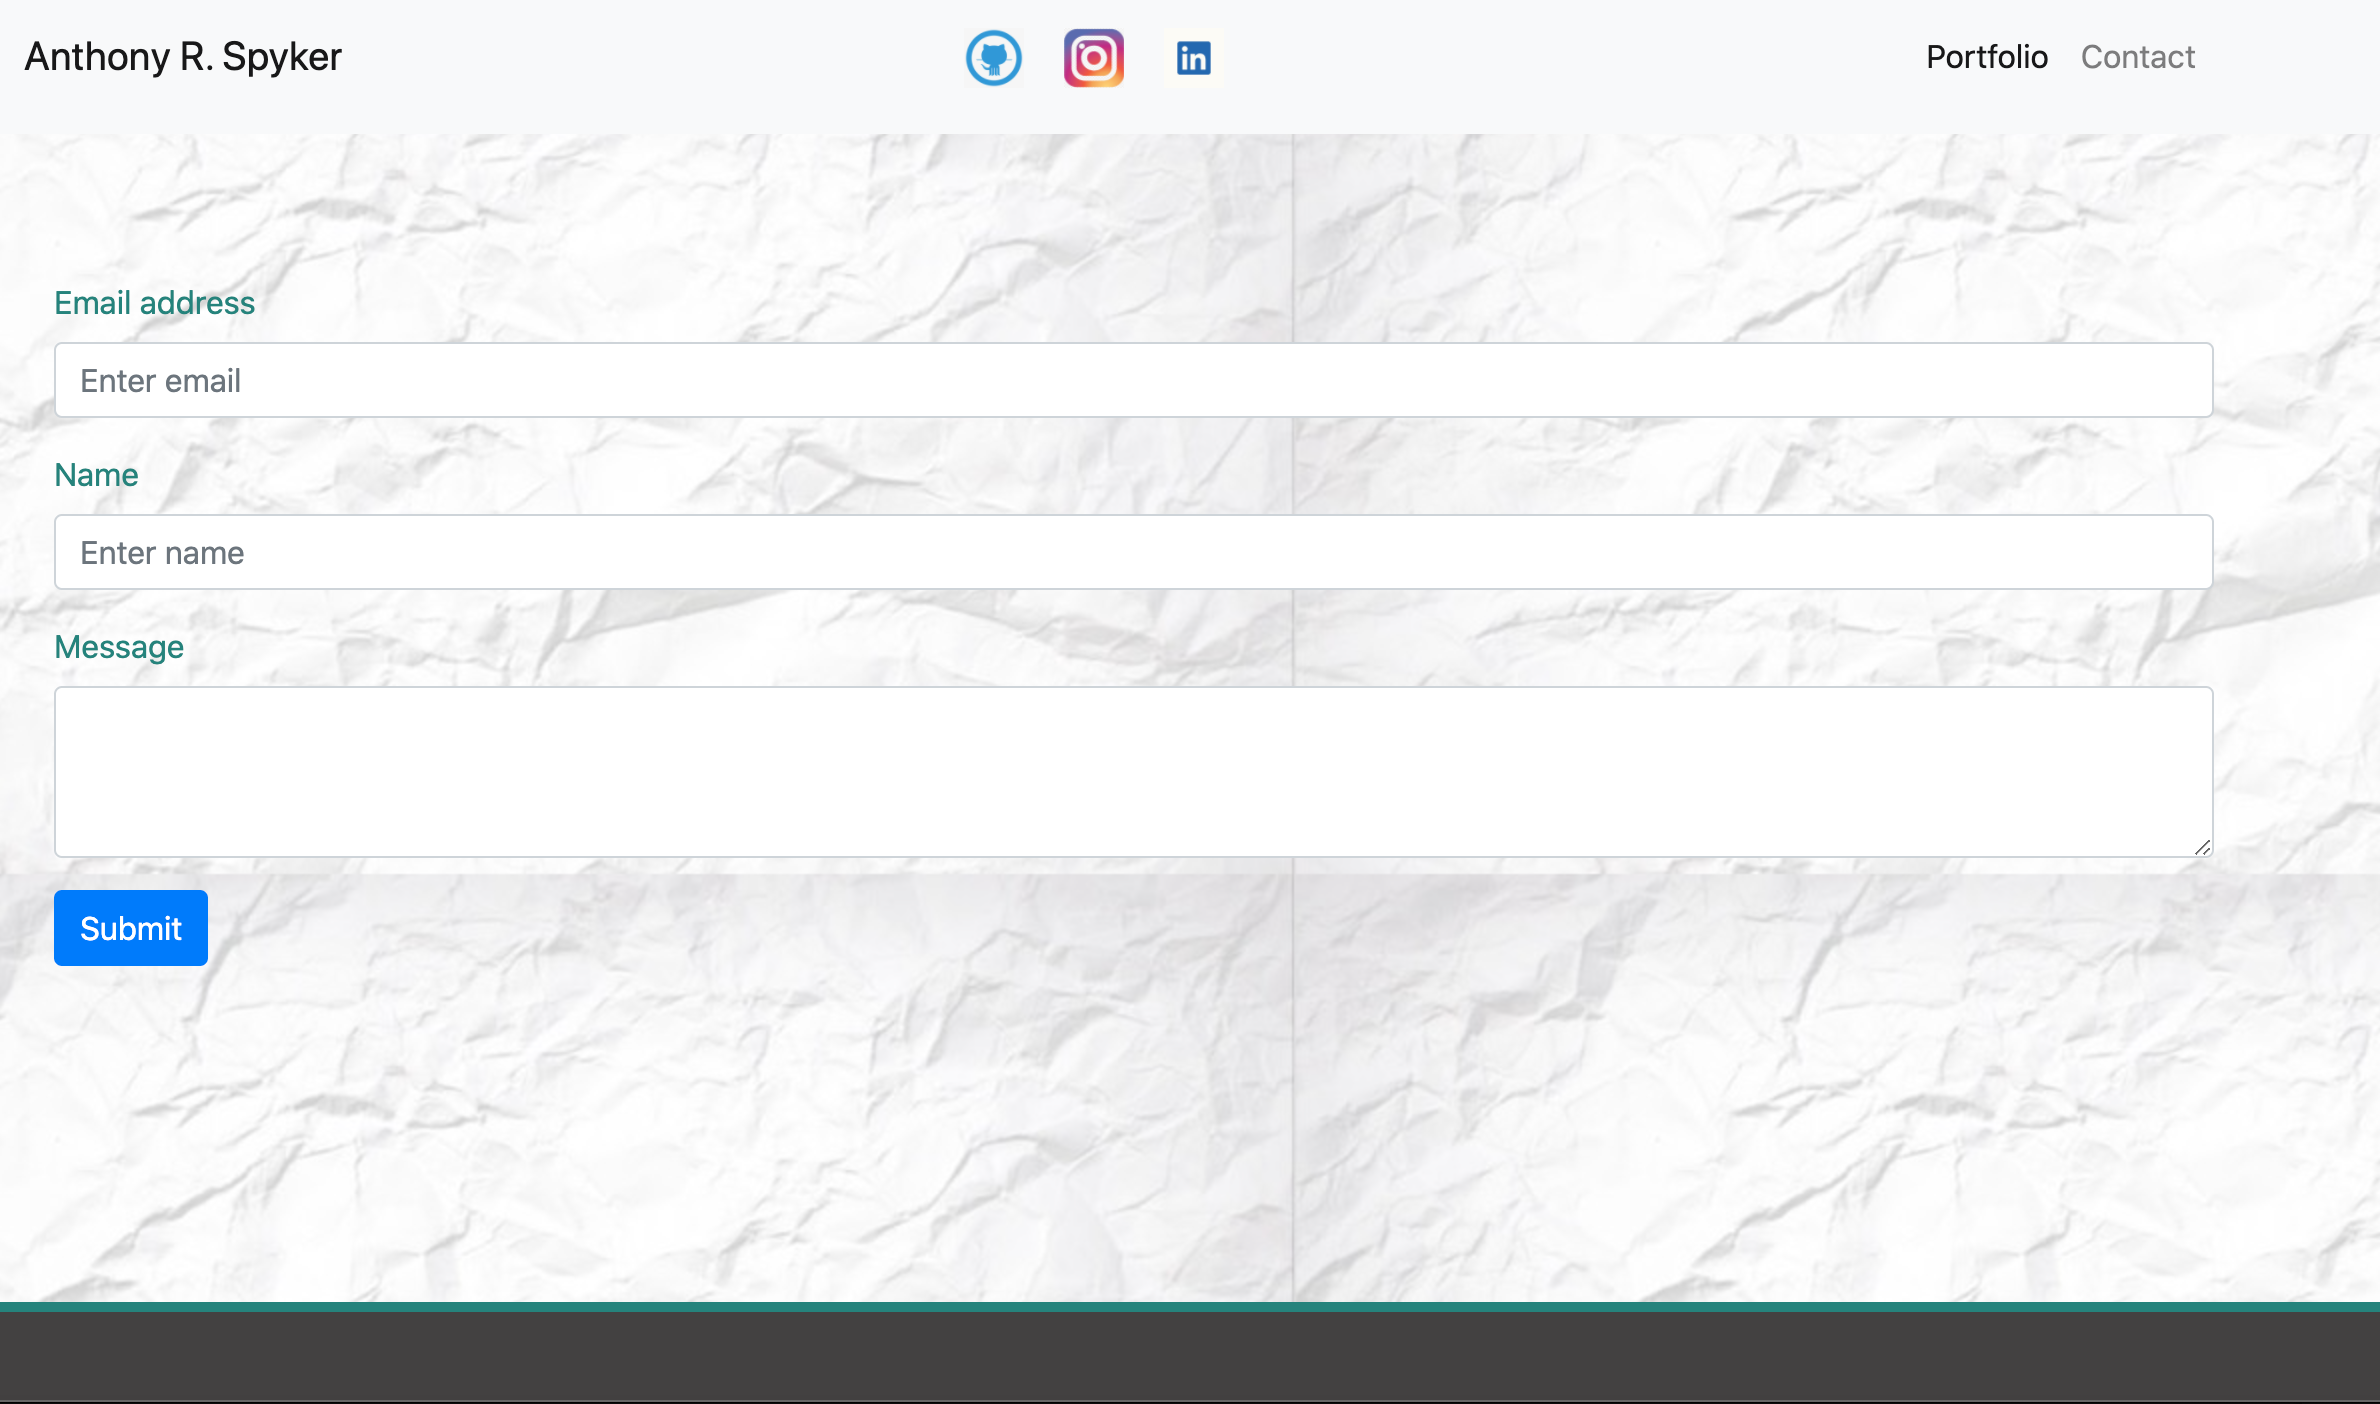 Anthony R. Spyker
in
Portfolio Contact
Email address
Enter email
Name
Enter name
Message
Submit